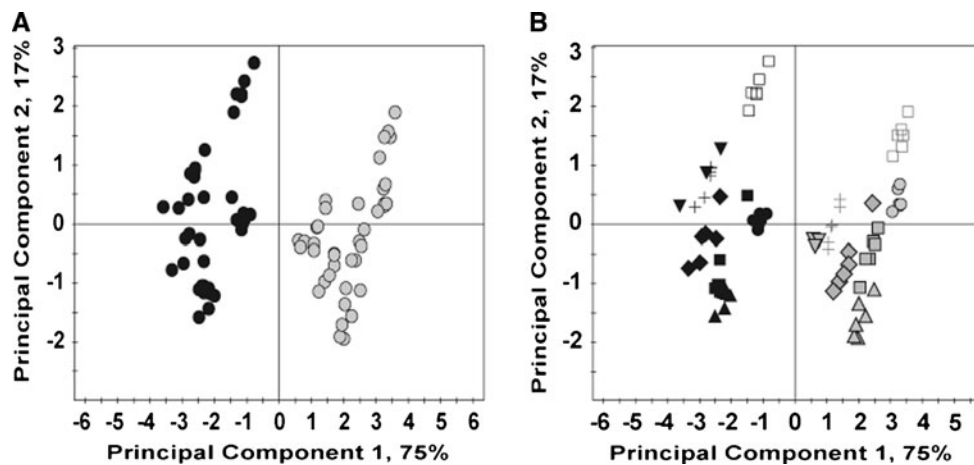 A
B
3
2
1
0
-1
-2
Principal Component 2, 17%
-6 -5 -4 -3 -2 -1 0 1 2 3 4 5 6
Principal Component 1, 75%
3
2
1
0
-1
-2
Principal Component 2, 17%
-6 -5 -4 -3 -2 -1 0 1 2 3 4 5
Principal Component 1, 75%